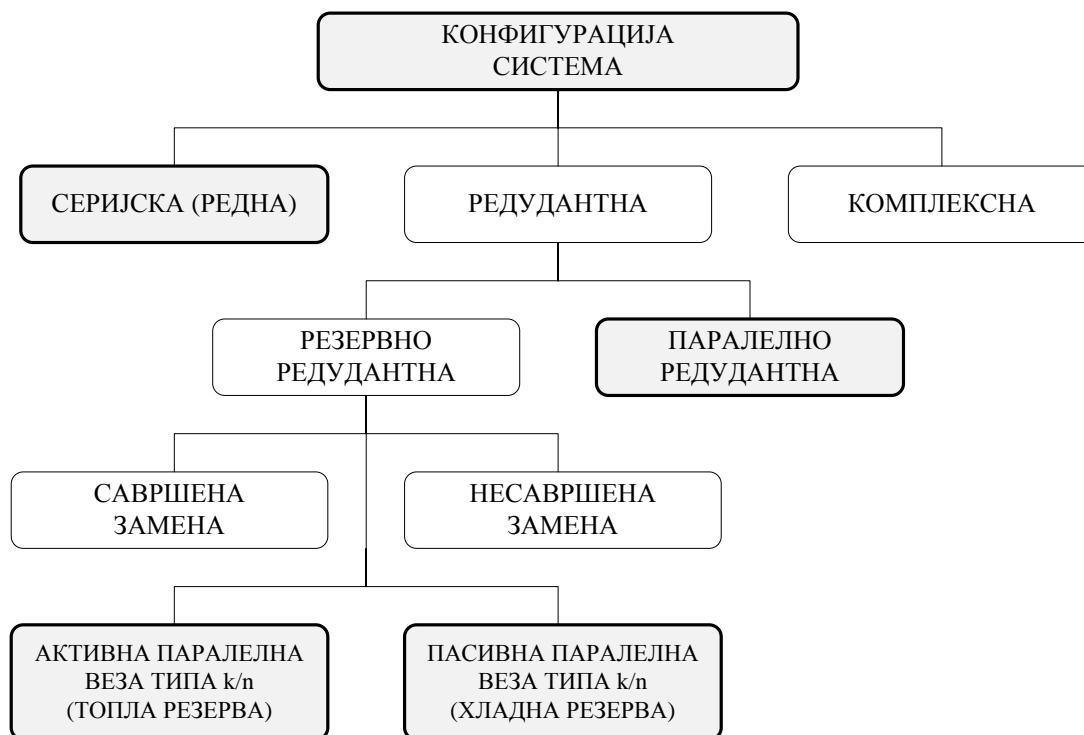 КОНФИГУРАЦИЈА
СИСТЕМА
СЕРИЈСКА (РЕДНА)
РЕДУДАНТНА
КОМПЛЕКСНА
РЕЗЕРВНО
РЕДУДАНТНА
ПАРАЛЕЛНО
РЕДУДАНТНА
САВРШЕНА
ЗАМЕНА
НЕСАВРШЕНА
ЗАМЕНА
АКТИВНА ПАРАЛЕЛНА
ВЕЗА ТИПА k/n
(ТОПЛА РЕЗЕРВА)
ПАСИВНА ПАРАЛЕЛНА
ВЕЗА ТИПА k/n
(ХЛАДНА РЕЗЕРВА)